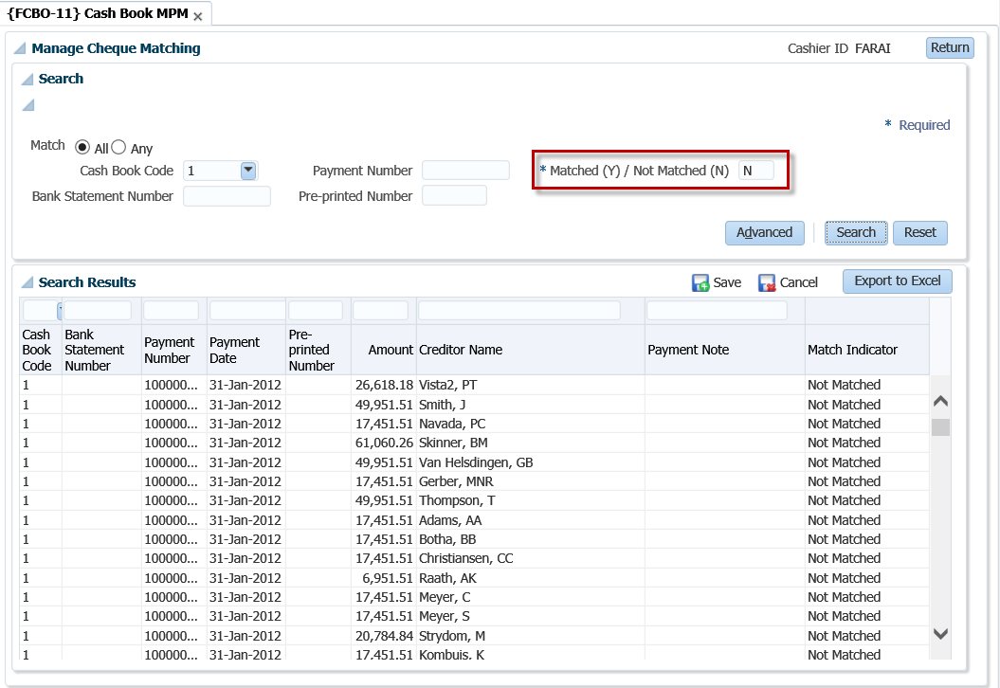 {FCBO-11} Cash Book MPM ×
Manage Cheque Matching Cashier ID FARAI Return
Search
* Required
Match All Any
Cash Book Code 1 Payment Number * Matched (Y) / Not Matched (N) N
Bank Statement Number Pre-printed Number
Advanced Search Reset
Search Results Save Cancel Export to Excel
Cash Book Code Bank Statement Number Payment Number Payment Date Pre-printed Number Amount Creditor Name Payment Note Match Indicator
1 100000... 31-Jan-2012 26,618.18 Vista2, PT Not Matched
1 100000... 31-Jan-2012 49,951.51 Smith, J Not Matched
1 100000... 31-Jan-2012 17,451.51 Navada, PC Not Matched
1 100000... 31-Jan-2012 61,060.26 Skinner, BM Not Matched
1 100000... 31-Jan-2012 49,951.51 Van Helsdingen, GB Not Matched
1 100000... 31-Jan-2012 17,451.51 Gerber, MNR Not Matched
1 100000... 31-Jan-2012 49,951.51 Thompson, T Not Matched
1 100000... 31-Jan-2012 17,451.51 Adams, AA Not Matched
1 100000... 31-Jan-2012 17,451.51 Botha, BB Not Matched
1 100000... 31-Jan-2012 17,451.51 Christiansen, CC Not Matched
1 100000... 31-Jan-2012 6,951.51 Raath, AK Not Matched
1 100000... 31-Jan-2012 17,451.51 Meyer, C Not Matched
1 100000... 31-Jan-2012 17,451.51 Meyer, S Not Matched
1 100000... 31-Jan-2012 20,784.84 Strydom, M Not Matched
1 100000... 31-Jan-2012 17,451.51 Kombuis, K Not Matched